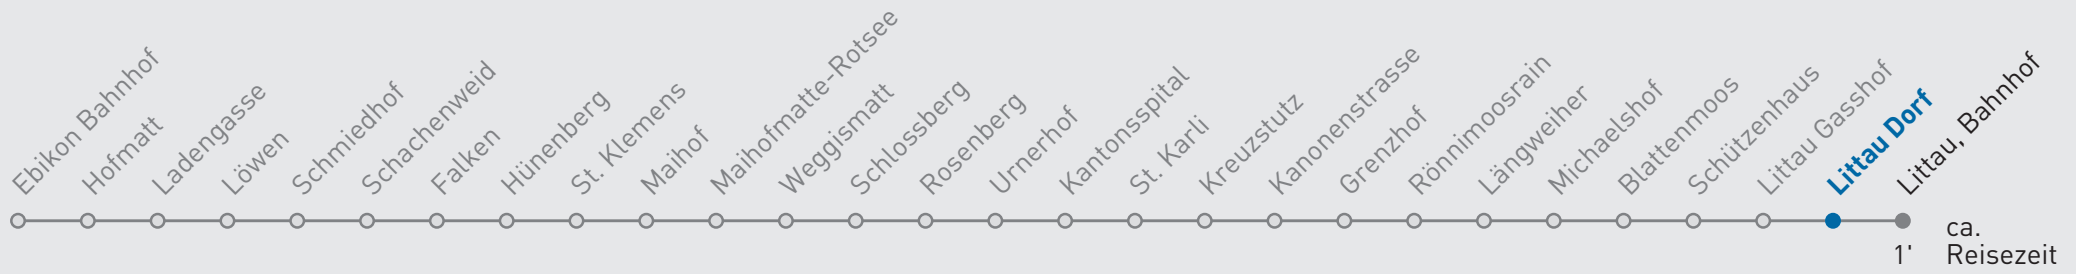 Ebikon Bahnhof
Hofmatt
Ladengasse
Löwen
Schmiedhof
Schachenweid
Falken
Hünenberg
St. Klemens
Maihof
Maihofmatte-Rotsee
Weggismatt
Schlossberg
Rosenberg
Urnerhof
Kantonsspital
St. Karli
Kreuzstutz
Kanonenstrasse
Grenzhof
Rönnimoosrain
Längweiher
Michaelshof
Blattenmoos
Schützenhaus
Littau Gasshof
Littau Dorf
Littau, Bahnhof
ca.
1' Reisezeit